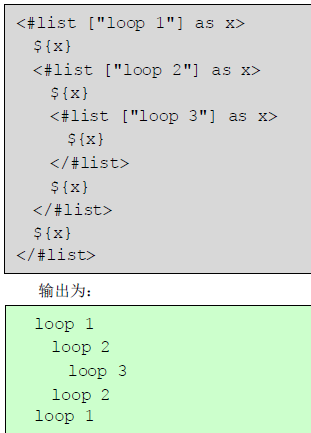 <#list ["loop 1"] as x>
  ${x}
  <#list ["loop 2"] as x>
    ${x}
    <#list ["loop 3"] as x>
      ${x}
    </#list>
    ${x}
  </#list>
  ${x}
</#list>
输出为：
  loop 1
    loop 2
      loop 3
    loop 2
  loop 1